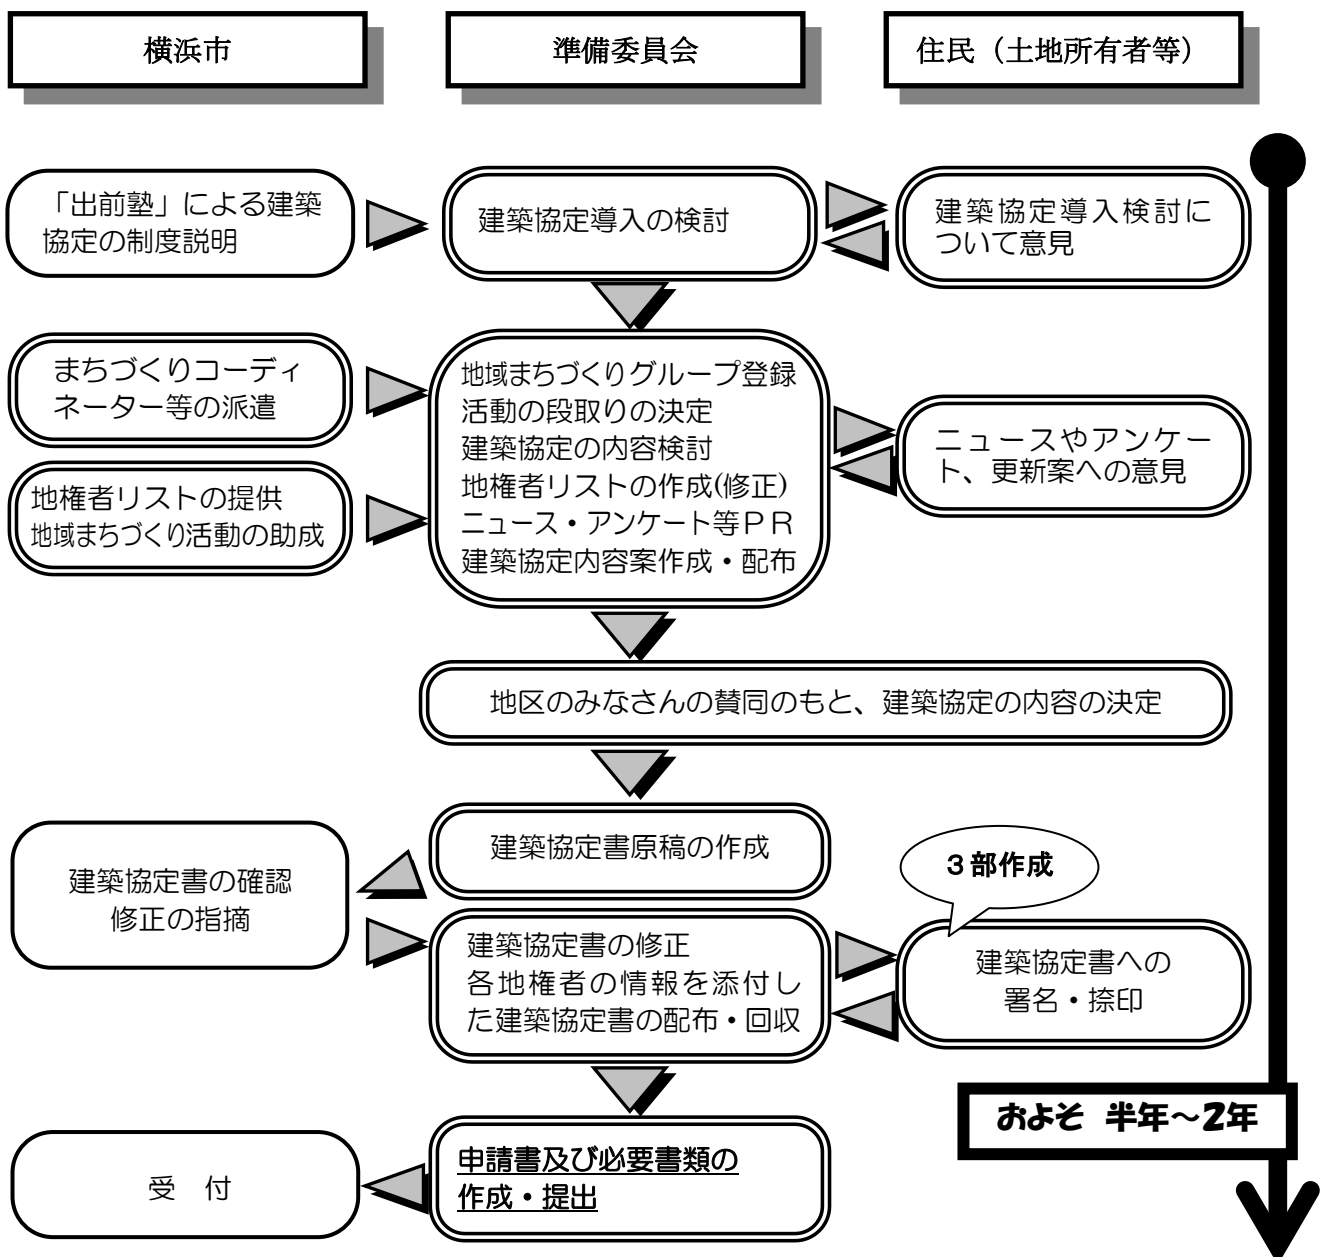 横浜市
準備委員会
住民（土地所有者等）
「出前塾」による建築
協定の制度説明
建築協定導入の検討
建築協定導入検討に
ついて意見
まちづくりコーディ
ネーター等の派遣
地権者リストの提供
地域まちづくり活動の助成
地域まちづくりグループ登録
活動の段取りの決定
建築協定の内容検討
地権者リストの作成(修正)
ニュース・アンケート等ＰＲ
建築協定内容案作成・配布
ニュースやアンケー
ト、更新案への意見
地区のみなさんの賛同のもと、建築協定の内容の決定
建築協定書原稿の作成
建築協定書の確認
修正の指摘
３部作成
建築協定書の修正
各地権者の情報を添付し
た建築協定書の配布・回収
建築協定書への
署名・捺印
およそ 半年～2年
申請書及び必要書類の
作成・提出
受　付